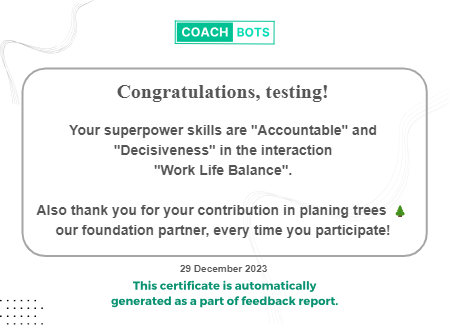 COACH BOTS
Congratulations, testing!
Your superpower skills are "Accountable" and
"Decisiveness" in the interaction
"Work Life Balance".
Also thank you for your contribution in planing trees 🌲
our foundation partner, every time you participate!
29 December 2023
This certificate is automatically
generated as a part of feedback report.